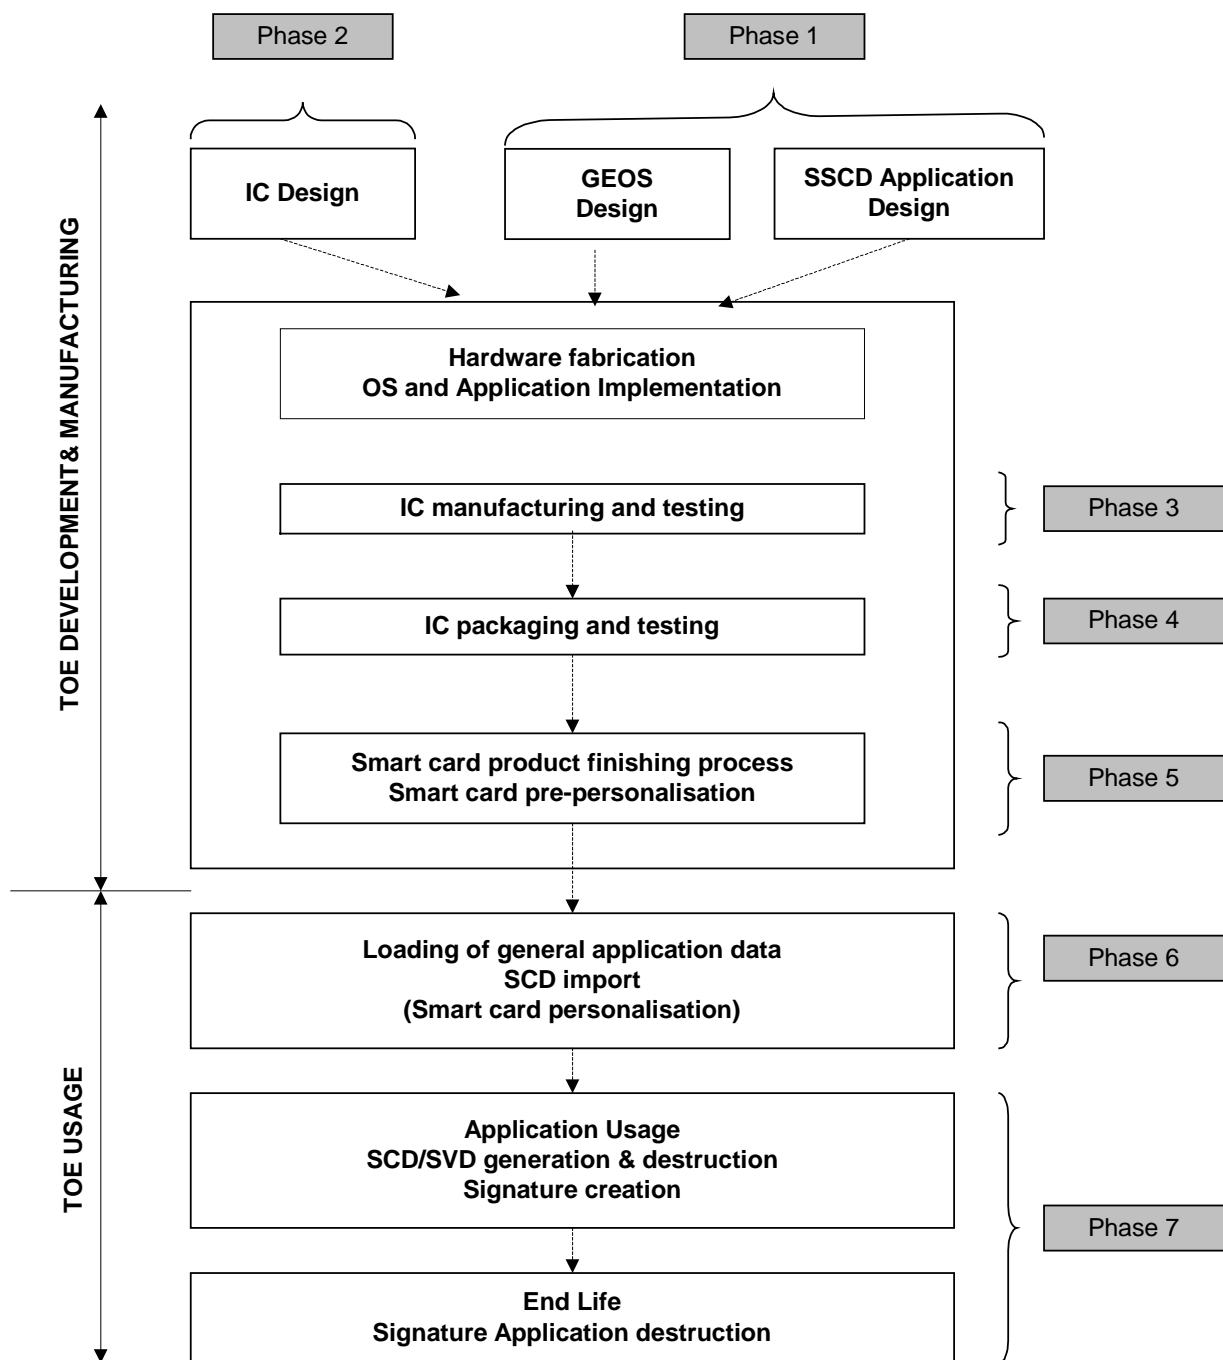 Phase 2
Phase 1
IC Design
GEOS
Design
SSCD Application
Design
TOE DEVELOPMENT& MANUFACTURING
Hardware fabrication
OS and Application Implementation
IC manufacturing and testing
Phase 3
IC packaging and testing
Phase 4
Smart card product finishing process
Smart card pre-personalisation
Phase 5
TOE USAGE
Loading of general application data
SCD import
(Smart card personalisation)
Phase 6
Application Usage
SCD/SVD generation & destruction
Signature creation
Phase 7
End Life
Signature Application destruction